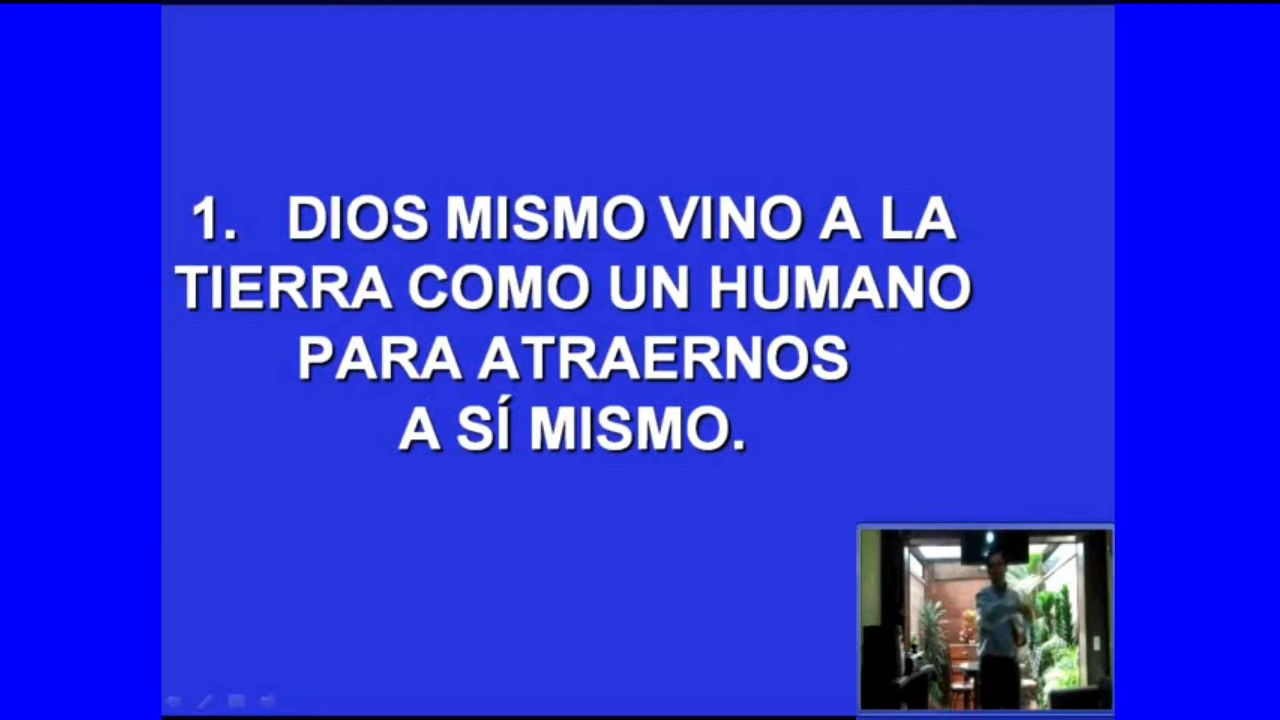 1. DIOS MISMO VINO A LA
TIERRA COMO UN HUMANO
PARA ATRAERNOS
A SÍ MISMO.